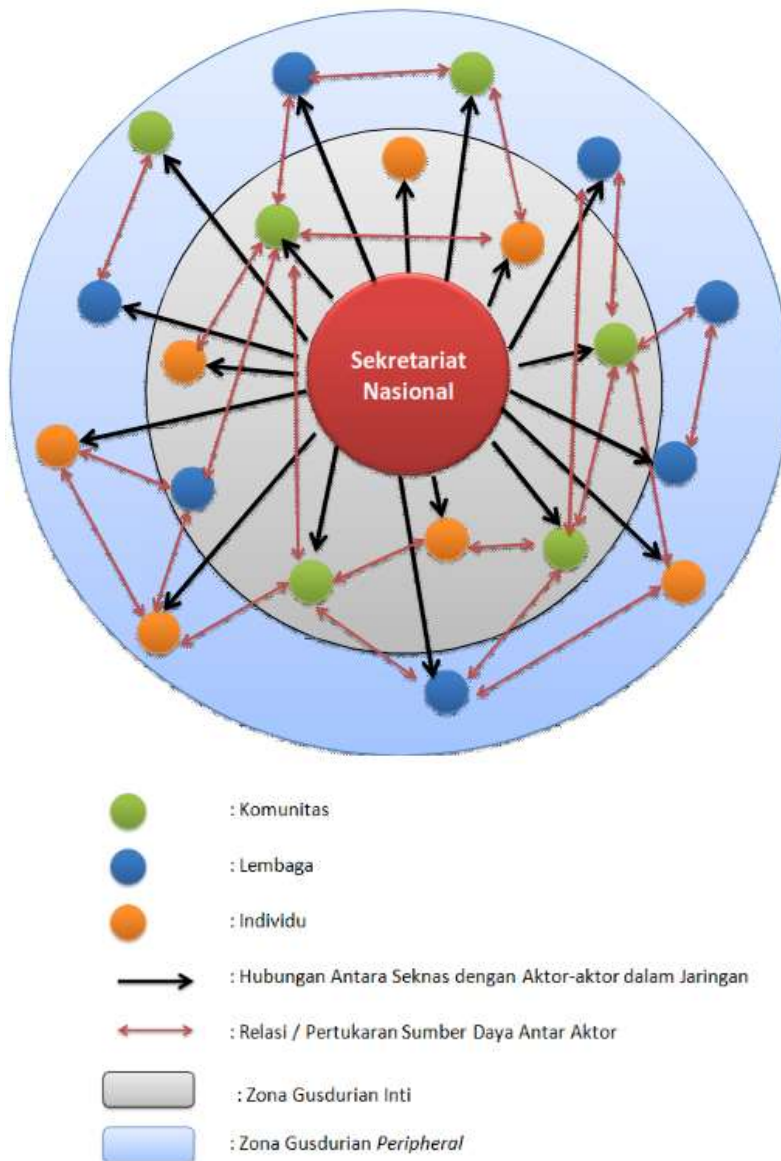 Sekretariat
Nasional
: Komunitas
: Lembaga
: Individu
: Hubungan Antara Seknas dengan Aktor-aktor dalam Jaringan
: Relasi / Pertukaran Sumber Daya Antar Aktor
: Zona Gusdurian Inti
: Zona Gusdurian Peripheral